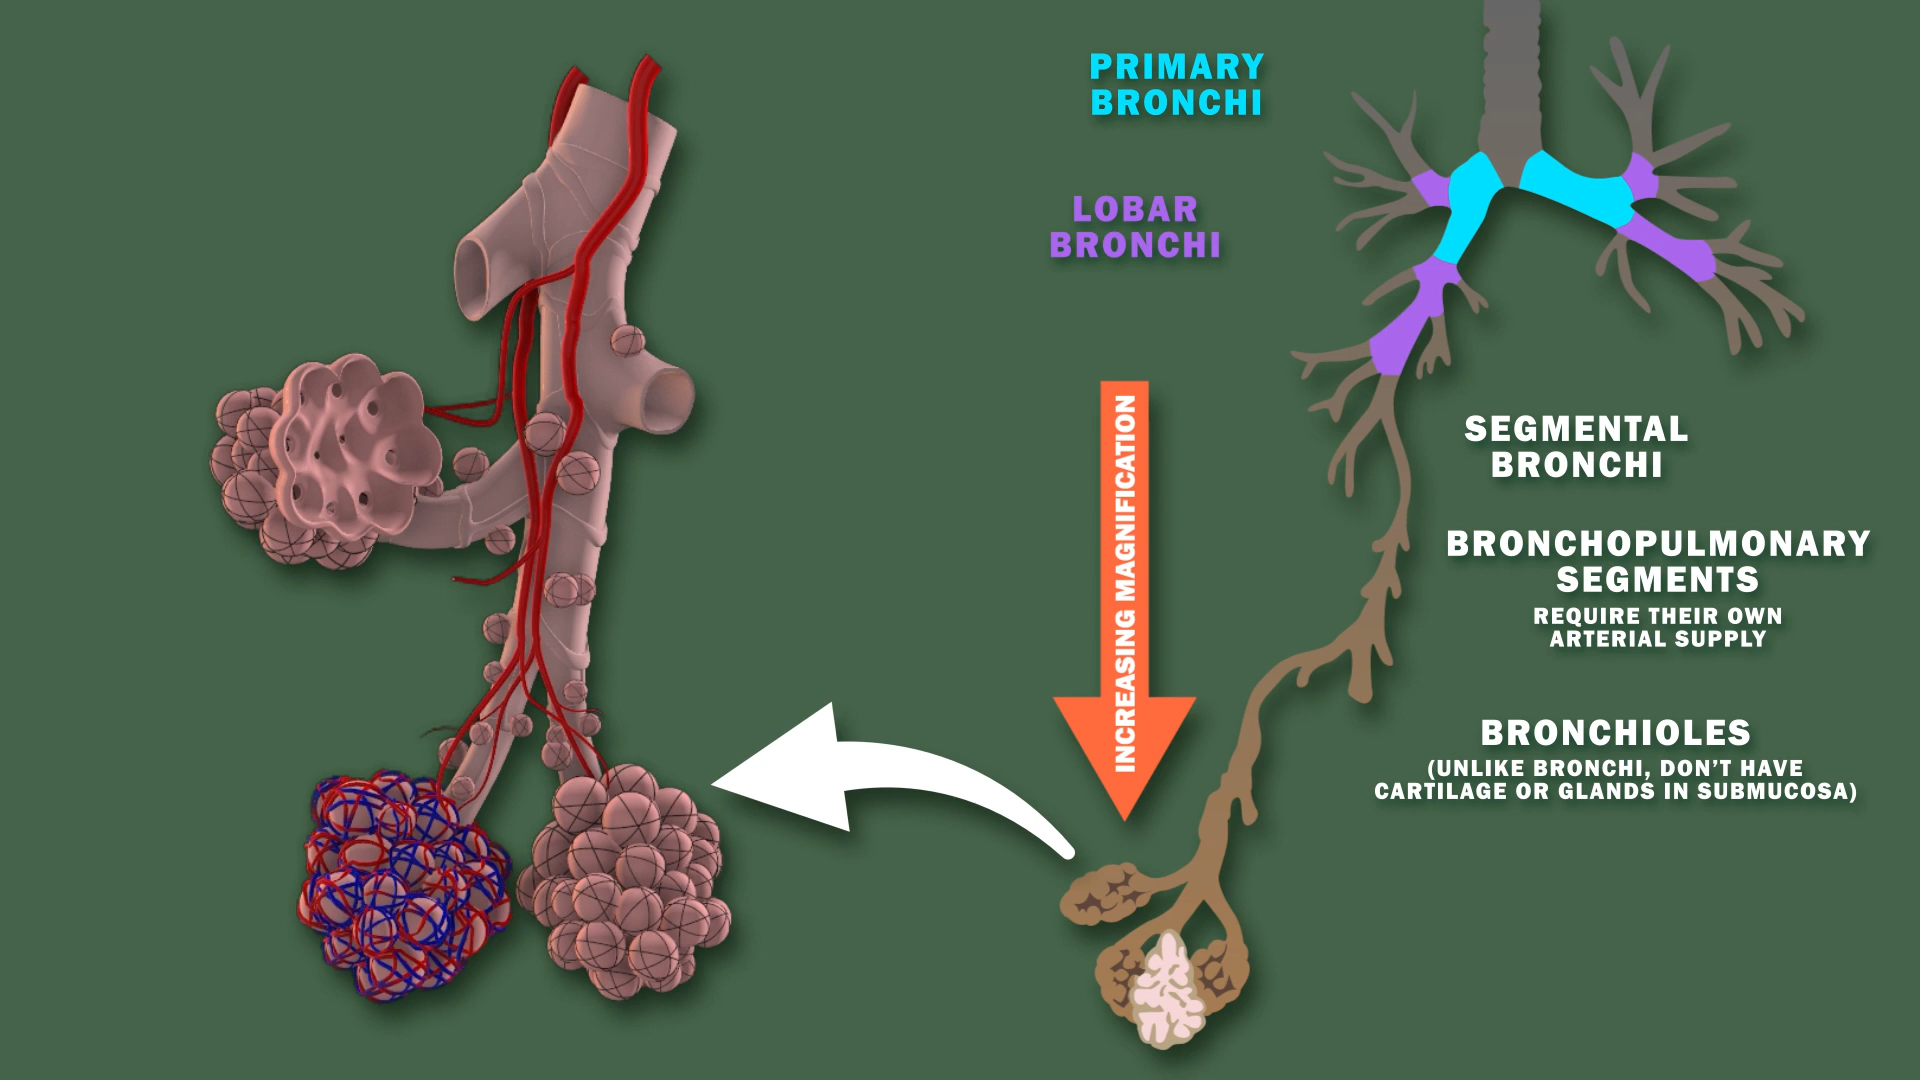 PRIMARY
BRONCHI
LOBAR
BRONCHI
INCREASING MAGNIFICATION
SEGMENTAL
BRONCHI
BRONCHOPULMONARY
SEGMENTS
REQUIRE THEIR OWN
ARTERIAL SUPPLY
BRONCHIOLES
(UNLIKE BRONCHI, DON'T HAVE
CARTILAGE OR GLANDS IN SUBMUCOSA)